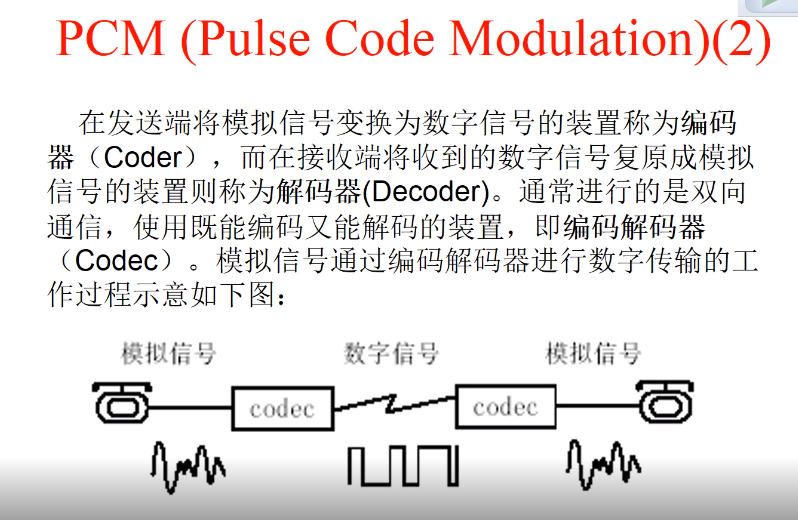 PCM (Pulse Code Modulation)(2)
在发送端将模拟信号变换为数字信号的装置称为编码
器（Coder），而在接收端将收到的数字信号复原成模拟
信号的装置则称为解码器(Decoder)。通常进行的是双向
通信，使用既能编码又能解码的装置，即编码解码器
（Codec）。模拟信号通过编码解码器进行数字传输的工
作过程示意如下图：
模拟信号 数字信号 模拟信号
codec codec